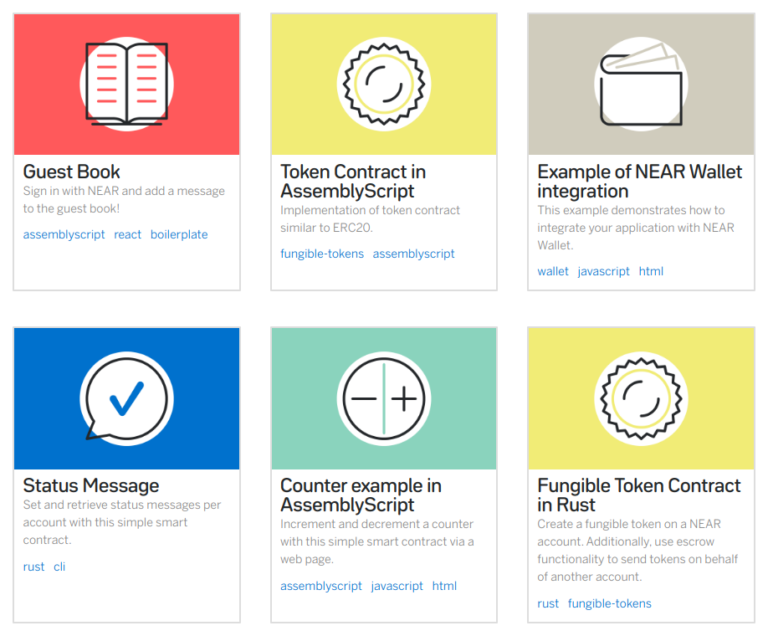 Guest Book
Sign in with NEAR and add a message
to the guest book!
assemblyscript react boilerplate
Token Contract in
AssemblyScript
Implementation of token contract
similar to ERC20.
fungible-tokens assemblyscript
Example of NEAR Wallet
integration
This example demonstrates how to
integrate your application with NEAR
Wallet.
wallet javascript html
Status Message
Set and retrieve status messages per
account with this simple smart
contract.
rust cli
Counter example in
AssemblyScript
Increment and decrement a counter
with this simple smart contract via a
web page.
assemblyscript javascript html
Fungible Token Contract
in Rust
Create a fungible token on a NEAR
account. Additionally, use escrow
functionality to send tokens on behalf
of another account.
rust fungible-tokens